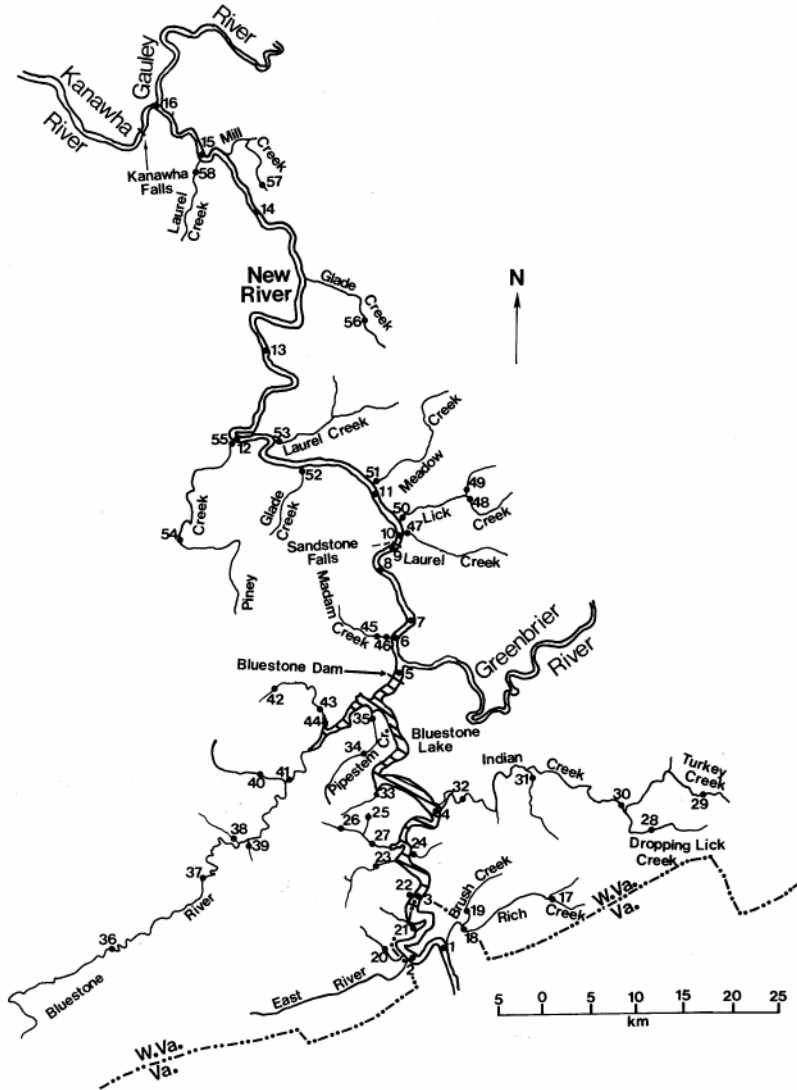 River
Gauley
Kanawha
River
16
15
Mill
Creek
Kanawha
Falls
58
57
Laurel
Creek
14
New
River
Glade
Creek
56
N
13
55
12
53
Laurel Creek
Creek
Meadow
51
52
11
Glade
Creek
49
48
50
Lick
Creek
47
10
Creek
54
Piney
Sandstone
Falls
9
Laurel
Creek
8
Madam
Creek
45
46
7
6
Greenbrier
River
Bluestone Dam
5
42
43
44
35
Bluestone
Lake
34
Pipestem
Cr.
33
40
41
Indian
Creek
32
31
30
Turkey
Creek
29
28
Dropping Lick
Creek
4
25
26
27
24
23
38
39
37
22
3
Brush Creek
19
Rich
Creek
17
18
W.Va.
Va.
21
20
1
2
36
River
Bluestone
East River
5 0 5 10 15 20 25
km
W.Va.
Va.